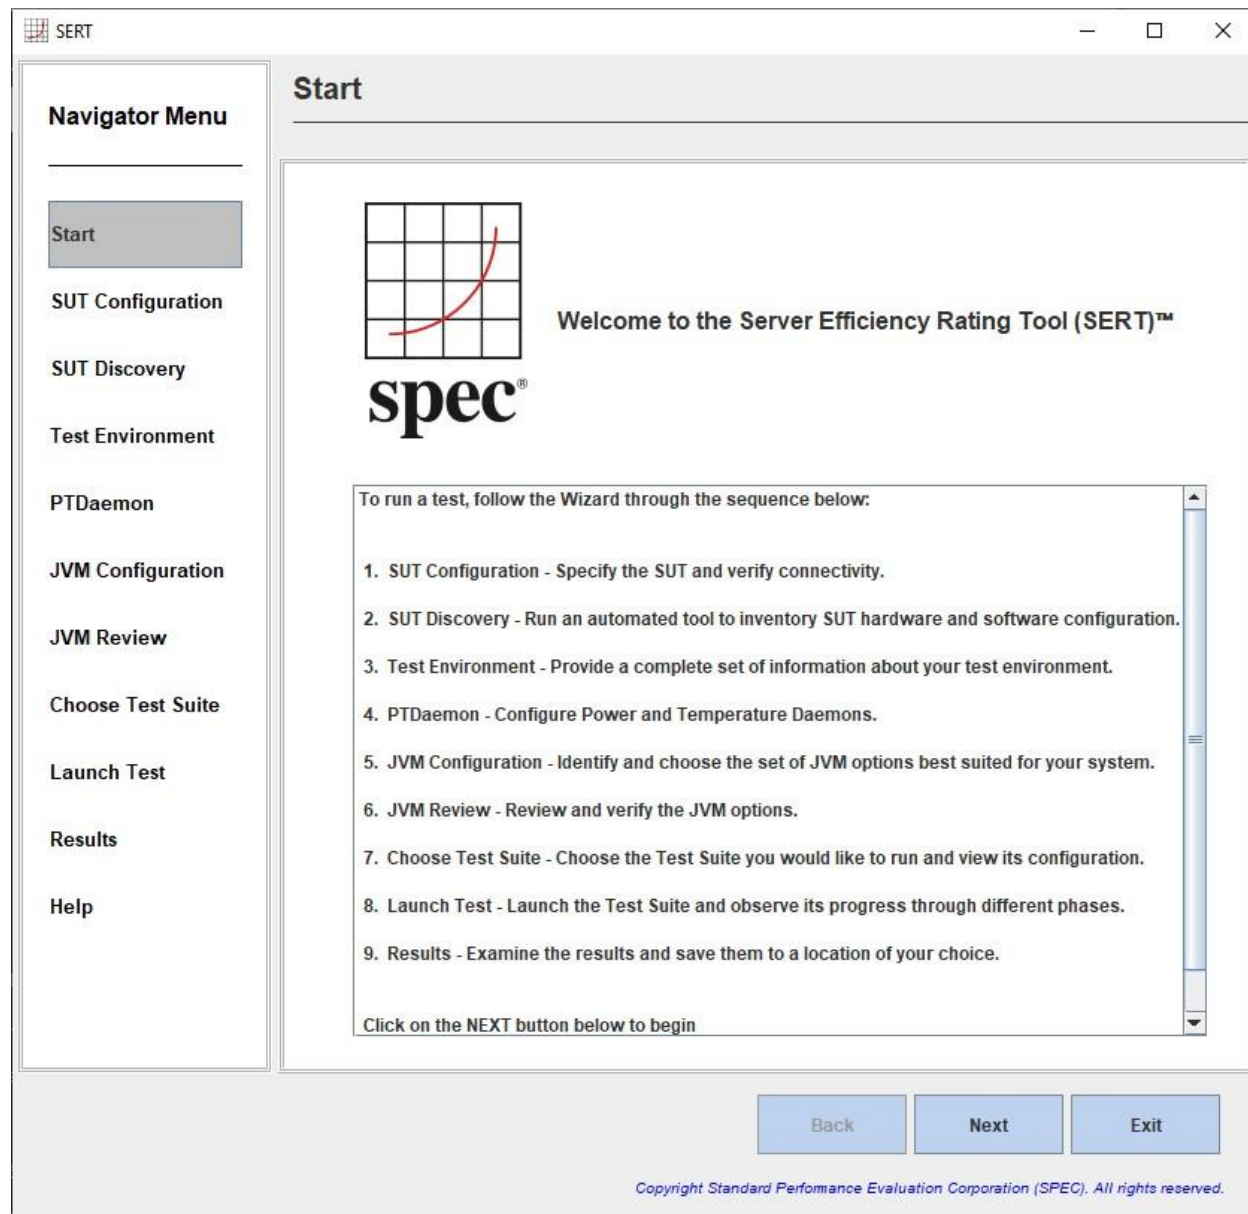 SERT
Navigator Menu
Start
SUT Configuration
SUT Discovery
Test Environment
PTDaemon
JVM Configuration
JVM Review
Choose Test Suite
Launch Test
Results
Help
Start
spec®
Welcome to the Server Efficiency Rating Tool (SERT)™
To run a test, follow the Wizard through the sequence below:
1. SUT Configuration - Specify the SUT and verify connectivity.
2. SUT Discovery - Run an automated tool to inventory SUT hardware and software configuration.
3. Test Environment - Provide a complete set of information about your test environment.
4. PTDaemon - Configure Power and Temperature Daemons.
5. JVM Configuration - Identify and choose the set of JVM options best suited for your system.
6. JVM Review - Review and verify the JVM options.
7. Choose Test Suite - Choose the Test Suite you would like to run and view its configuration.
8. Launch Test - Launch the Test Suite and observe its progress through different phases.
9. Results - Examine the results and save them to a location of your choice.
Click on the NEXT button below to begin
Back
Next
Exit
Copyright Standard Performance Evaluation Corporation (SPEC). All rights reserved.